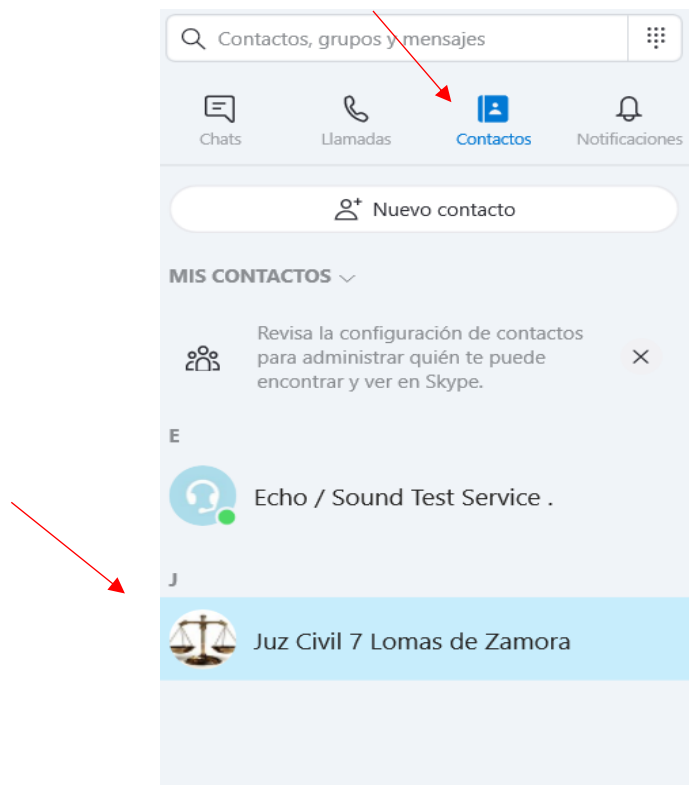 Contactos, grupos y mensajes
Chats
Llamadas
Contactos
Notificaciones
Nuevo contacto
MIS CONTACTOS
Revisa la configuración de contactos
para administrar quién te puede
encontrar y ver en Skype.
E
Echo / Sound Test Service .
J
Juz Civil 7 Lomas de Zamora